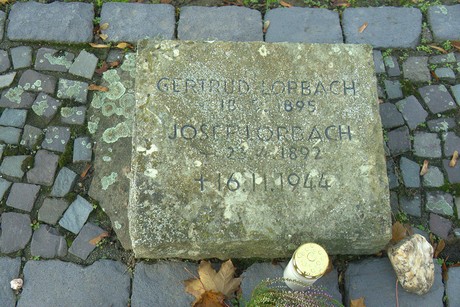 GERTRUD LORBACH
1895
JOSEF LORBACH
1892
+ 16.11.1944